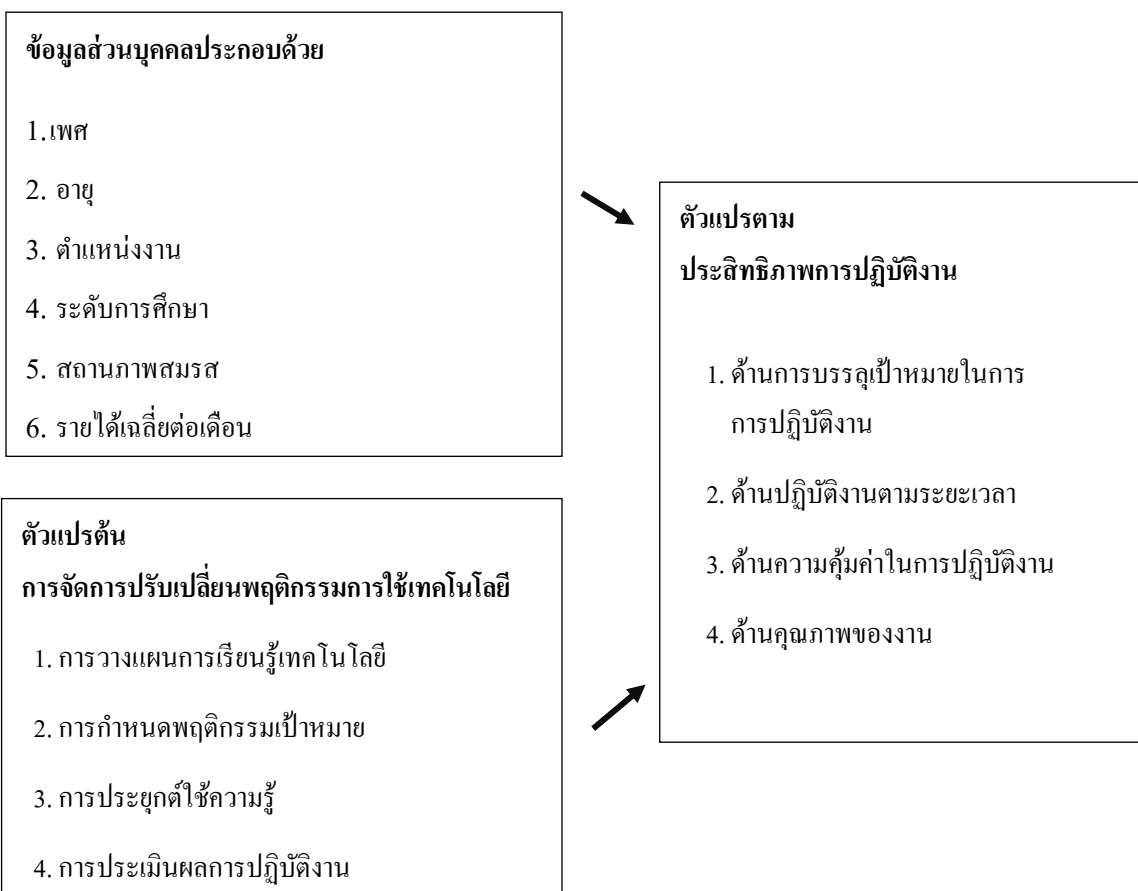 ข้อมูลส่วนบุคคลประกอบด้วย
1.เพศ
2. อายุ
3. ตำแหน่งงาน
4. ระดับการศึกษา
5. สถานภาพสมรส
6. รายได้เฉลี่ยต่อเดือน
ตัวแปรต้น
การจัดการปรับเปลี่ยนพฤติกรรมการใช้เทคโนโลยี
1. การวางแผนการเรียนรู้เทคโนโลยี
2. การกำหนดพฤติกรรมเป้าหมาย
3. การประยุกต์ใช้ความรู้
4. การประเมินผลการปฏิบัติงาน
ตัวแปรตาม
ประสิทธิภาพการปฏิบัติงาน
1. ด้านการบรรลุเป้าหมายในการ
การปฏิบัติงาน
2. ด้านปฏิบัติงานตามระยะเวลา
3. ด้านความคุ้มค่าในการปฏิบัติงาน
4. ด้านคุณภาพของงาน